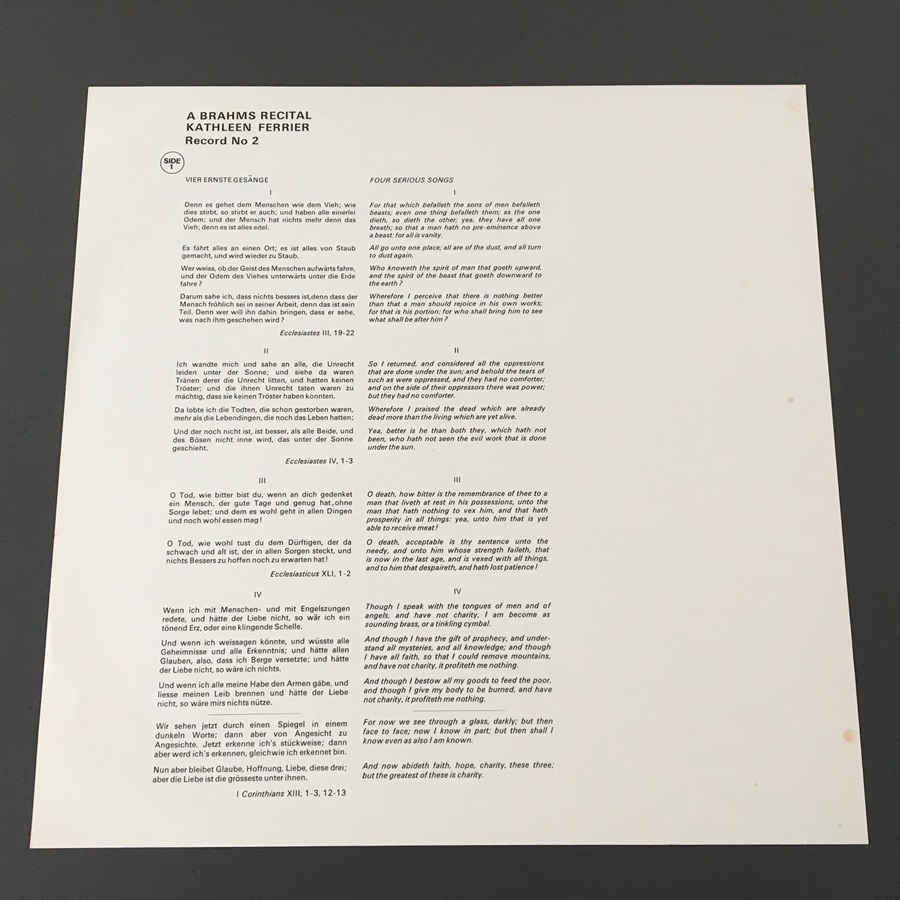 A BRAHMS RECITAL
KATHLEEN FERRIER
Record No 2
SIDE
1
VIER ERNSTE GESÄNGE
I
Denn es gehet dem Menschen wie dem Vieh; wie
dies stirbt, so stirbt er auch; und haben alle einerlei
Odem; und der Mensch hat nichts mehr denn das
Vieh; denn es ist alles eitel.
Es fährt alles an einen Ort; es ist alles von Staub
gemacht, und wird wieder zu Staub.
Wer weiss, ob der Geist des Menschen aufwärts fahre,
und der Odem des Viehes unterwärts unter die Erde
fahre ?
Darum sahe ich, dass nichts bessers ist,denn dass der
Mensch fröhlich sei in seiner Arbeit, denn das ist sein
Teil. Denn wer will ihn dahin bringen, dass er sehe,
was nach ihm geschehen wird ?
Ecclesiastes III, 19-22
II
Ich wandte mich und sahe an alle, die Unrecht
leiden unter der Sonne; und siehe da waren
Tränen derer die Unrecht litten, und hatten keinen
Tröster; und die ihnen Unrecht taten waren zu
mächtig, dass sie keinen Tröster haben konnten.
Da lobte ich die Todten, die schon gestorben waren,
mehr als die Lebendingen, die noch das Leben hatten;
Und der noch nicht ist, ist besser, als alle Beide, und
des Bösen nicht inne wird, das unter der Sonne
geschieht.
Ecclesiastes IV, 1-3
III
O Tod, wie bitter bist du, wenn an dich gedenket
ein Mensch, der gute Tage und genug hat,ohne
Sorge lebet; und dem es wohl geht in allen Dingen
und noch wohl essen mag!
O Tod, wie wohl tust du dem Dürftigen, der da
schwach und alt ist, der in allen Sorgen steckt, und
nichts Bessers zu hoffen noch zu erwarten hat!
Ecclesiasticus XLI, 1-2
IV
Wenn ich mit Menschen- und mit Engelszungen
redete, und hätte der Liebe nicht, so wär ich ein
tönend Erz, oder eine klingende Schelle.
Und wenn ich weissagen könnte, und wüsste alle
Geheimnisse und alle Erkenntnis; und hätte allen
Glauben, also, dass ich Berge versetzte; und hätte
der Liebe nicht, so wäre ich nichts.
Und wenn ich alle meine Habe den Armen gäbe, und
liesse meinen Leib brennen und hätte der Liebe
nicht, so wäre mirs nichts nütze.
Wir sehen jetzt durch einen Spiegel in einem
dunkeln Worte; dann aber von Angesicht zu
Angesichte. Jetzt erkenne ich's stückweise; dann
aber werd ich's erkennen, gleichwie ich erkennet bin.
Nun aber bleibet Glaube, Hoffnung, Liebe, diese drei;
aber die Liebe ist die grösseste unter ihnen.
I Corinthians XIII, 1-3, 12-13
FOUR SERIOUS SONGS
I
For that which befalleth the sons of men befalleth
beasts; even one thing befalleth them; as the one
dieth, so dieth the other; yea, they have all one
breath; so that a man hath no pre-eminence above
a beast: for all is vanity.
All go unto one place; all are of the dust, and all turn
to dust again.
Who knoweth the spirit of man that goeth upward,
and the spirit of the beast that goeth downward to
the earth ?
Wherefore I perceive that there is nothing better
than that a man should rejoice in his own works;
for that is his portion: for who shall bring him to see
what shall be after him ?
II
So I returned, and considered all the oppressions
that are done under the sun; and behold the tears of
such as were oppressed, and they had no comforter;
and on the side of their oppressors there was power;
but they had no comforter.
Wherefore I praised the dead which are already
dead more than the living which are yet alive.
Yea, better is he than both they, which hath not
been, who hath not seen the evil work that is done
under the sun.
III
O death, how bitter is the remembrance of thee to a
man that liveth at rest in his possessions, unto the
man that hath nothing to vex him, and that hath
prosperity in all things: yea, unto him that is yet
able to receive meat!
O death, acceptable is thy sentence unto the
needy, and unto him whose strength faileth, that
is now in the last age, and is vexed with all things,
and to him that despaireth, and hath lost patience!
IV
Though I speak with the tongues of men and of
angels, and have not charity, I am become as
sounding brass, or a tinkling cymbal.
And though I have the gift of prophecy, and under-
stand all mysteries, and all knowledge; and though
I have all faith, so that I could remove mountains,
and have not charity, it profiteth me nothing.
And though I bestow all my goods to feed the poor,
and though I give my body to be burned, and have
not charity, it profiteth me nothing.
For now we see through a glass, darkly; but then
face to face; now I know in part; but then shall I
know even as also I am known.
And now abideth faith, hope, charity, these three;
but the greatest of these is charity.